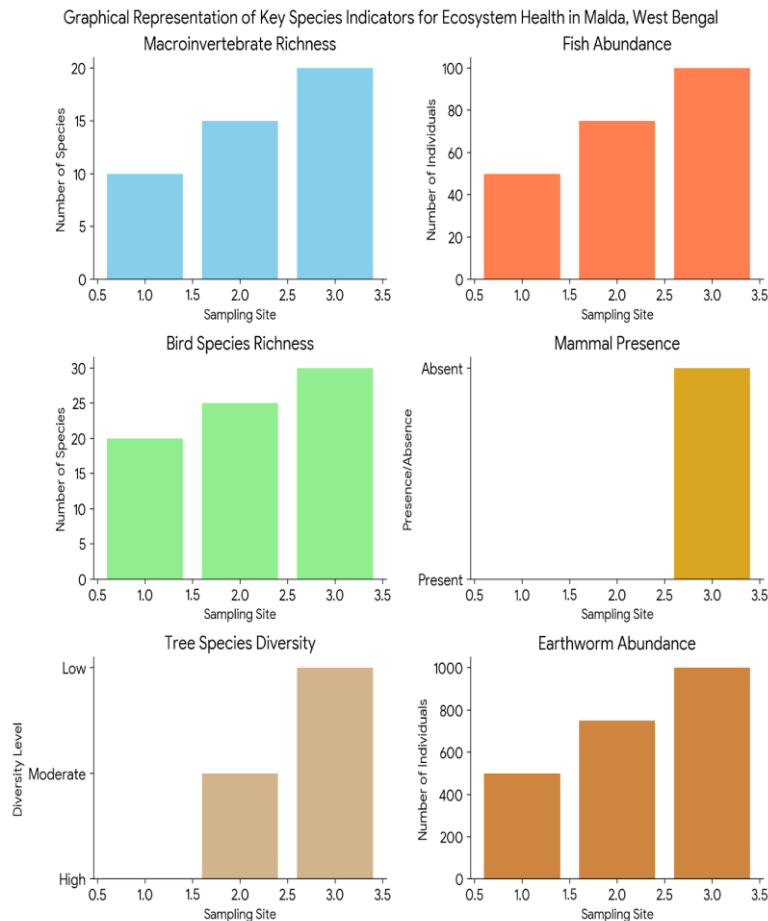 Graphical Representation of Key Species Indicators for Ecosystem Health in Malda, West Bengal
Macroinvertebrate Richness
Number of Species
20
15
10
5
0
0.5 1.0 1.5 2.0 2.5 3.0 3.5
Sampling Site
Fish Abundance
Number of Individuals
100
80
60
40
20
0
0.5 1.0 1.5 2.0 2.5 3.0 3.5
Sampling Site
Bird Species Richness
Number of Species
30
25
20
15
10
5
0
0.5 1.0 1.5 2.0 2.5 3.0 3.5
Sampling Site
Mammal Presence
Presence/Absence
Absent
Present
0.5 1.0 1.5 2.0 2.5 3.0 3.5
Sampling Site
Tree Species Diversity
Diversity Level
Low
Moderate
High
0.5 1.0 1.5 2.0 2.5 3.0 3.5
Sampling Site
Earthworm Abundance
Number of Individuals
1000
800
600
400
200
0
0.5 1.0 1.5 2.0 2.5 3.0 3.5
Sampling Site